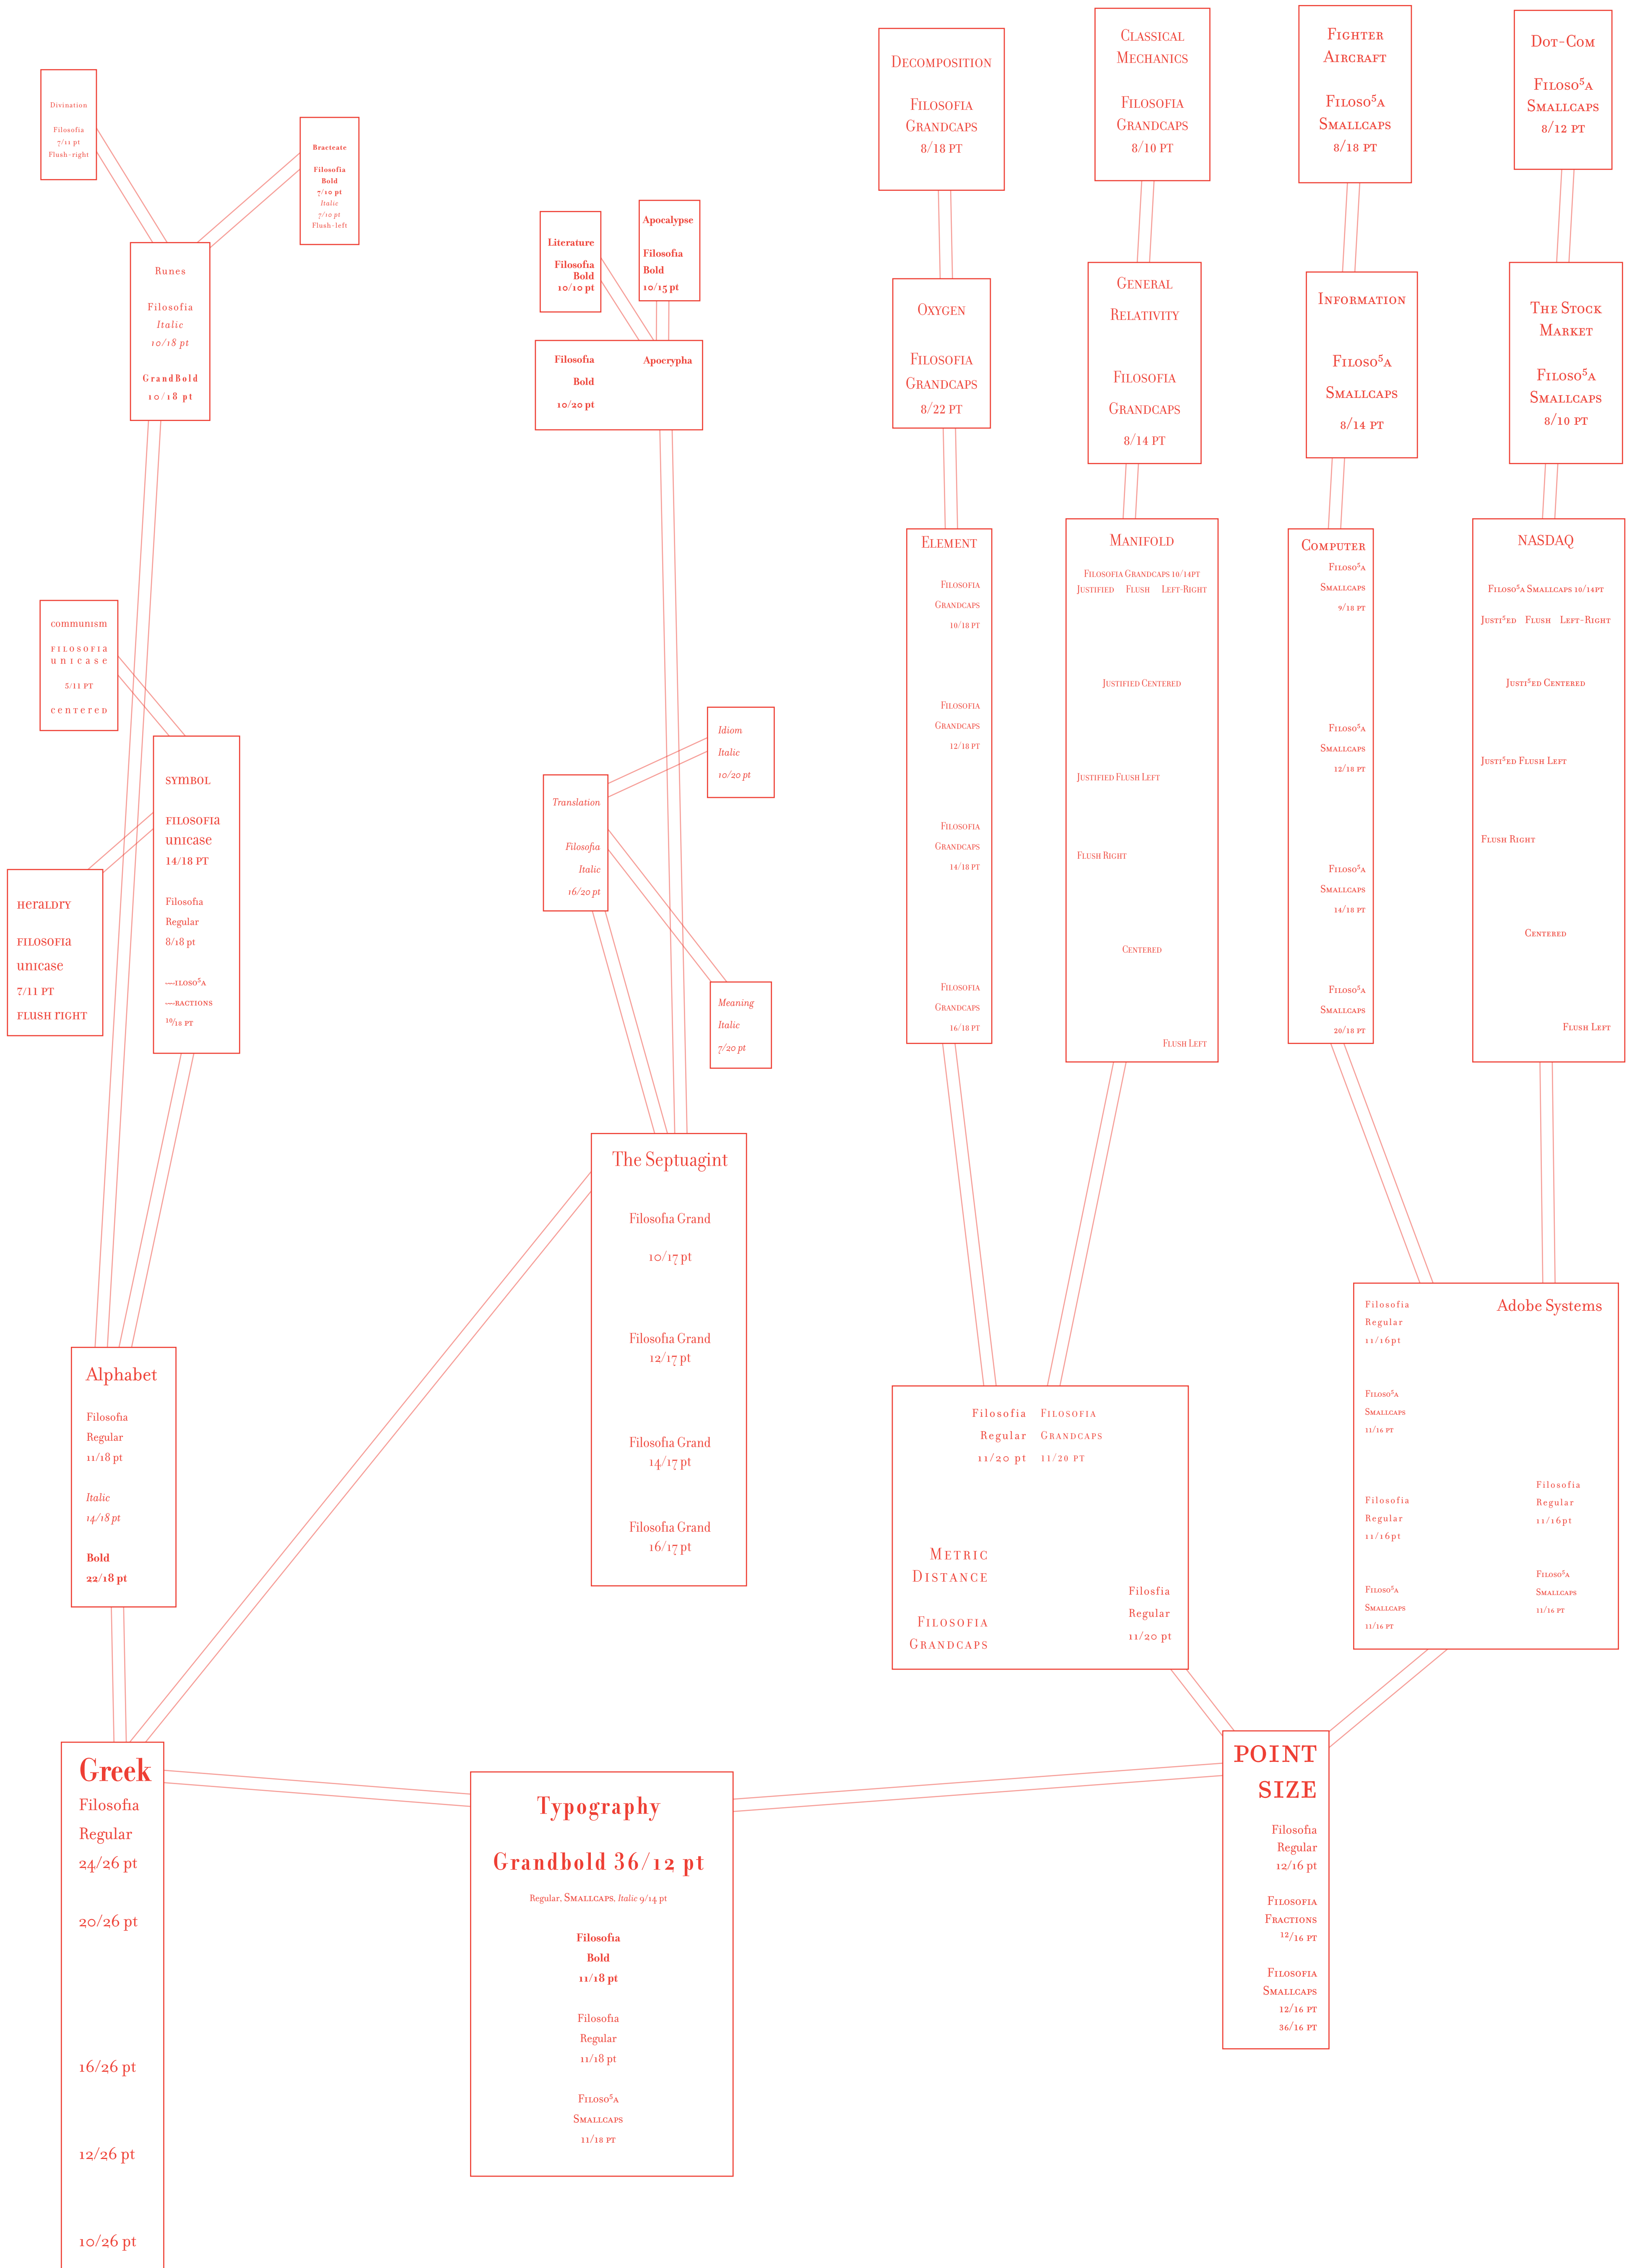 Decomposition
Filosofia
Grandcaps
8/18 pt
Classical
Mechanics
Filosofia
Grandcaps
8/10 pt
Fighter
Aircraft
Filoso⁵a
Smallcaps
8/18 pt
Dot-Com
Filoso⁵a
Smallcaps
8/12 pt
Divination
Filosofia
7/11 pt
Flush-right
Bracteate
Filosofia
Bold
7/10 pt
Italic
7/10 pt
Flush-left
Runes
Filosofia
Italic
10/18 pt
GrandBold
10/18 pt
Literature
Filosofia
Bold
10/10 pt
Apocalypse
Filosofia
Bold
10/15 pt
Filosofia
Bold
10/20 pt
Apocrypha
Oxygen
Filosofia
Grandcaps
8/22 pt
General
Relativity
Filosofia
Grandcaps
8/14 pt
Information
Filoso⁵a
Smallcaps
8/14 pt
The Stock
Market
Filoso⁵a
Smallcaps
8/10 pt
Element
Filosofia
Grandcaps
10/18 pt
Filosofia
Grandcaps
12/18 pt
Filosofia
Grandcaps
14/18 pt
Filosofia
Grandcaps
16/18 pt
Manifold
Filosofia Grandcaps 10/14pt
Justified Flush Left-Right
Justified Centered
Justified Flush Left
Flush Right
Centered
Flush Left
Computer
Filoso⁵a
Smallcaps
9/18 pt
Filoso⁵a
Smallcaps
12/18 pt
Filoso⁵a
Smallcaps
14/18 pt
Filoso⁵a
Smallcaps
20/18 pt
NASDAQ
Filoso⁵a Smallcaps 10/14pt
Justi⁵ed Flush Left-Right
Justi⁵ed Centered
Justi⁵ed Flush Left
Flush Right
Centered
Flush Left
communism
Filosofia
unicase
5/11 PT
centered
symbol
Filosofia
unicase
14/18 PT
Filosofia
Regular
8/18 pt
—iloso⁵a
—ractions
¹⁰/18 pt
Heraldry
Filosofia
unicase
7/11 PT
Flush right
Idiom
Italic
10/20 pt
Translation
Filosofia
Italic
16/20 pt
Meaning
Italic
7/20 pt
The Septuagint
Filosofia Grand
10/17 pt
Filosofia Grand
12/17 pt
Filosofia Grand
14/17 pt
Filosofia Grand
16/17 pt
Alphabet
Filosofia
Regular
11/18 pt
Italic
14/18 pt
Bold
22/18 pt
Filosofia
Regular
11/20 pt
Filosofia
Grandcaps
11/20 pt
Metric
Distance
Filosofia
Grandcaps
Filosfia
Regular
11/20 pt
Adobe Systems
Filosofia
Regular
11/16pt
Filoso⁵a
Smallcaps
11/16 pt
Filosofia
Regular
11/16pt
Filoso⁵a
Smallcaps
11/16 pt
Filosofia
Regular
11/16pt
Filoso⁵a
Smallcaps
11/16 pt
Greek
Filosofia
Regular
24/26 pt
20/26 pt
16/26 pt
12/26 pt
10/26 pt
Typography
Grandbold 36/12 pt
Regular, Smallcaps, Italic 9/14 pt
Filosofia
Bold
11/18 pt
Filosofia
Regular
11/18 pt
Filoso⁵a
Smallcaps
11/18 pt
POINT
SIZE
Filosofia
Regular
12/16 pt
Filosofia
Fractions
¹²/16 pt
Filosofia
Smallcaps
12/16 pt
36/16 pt